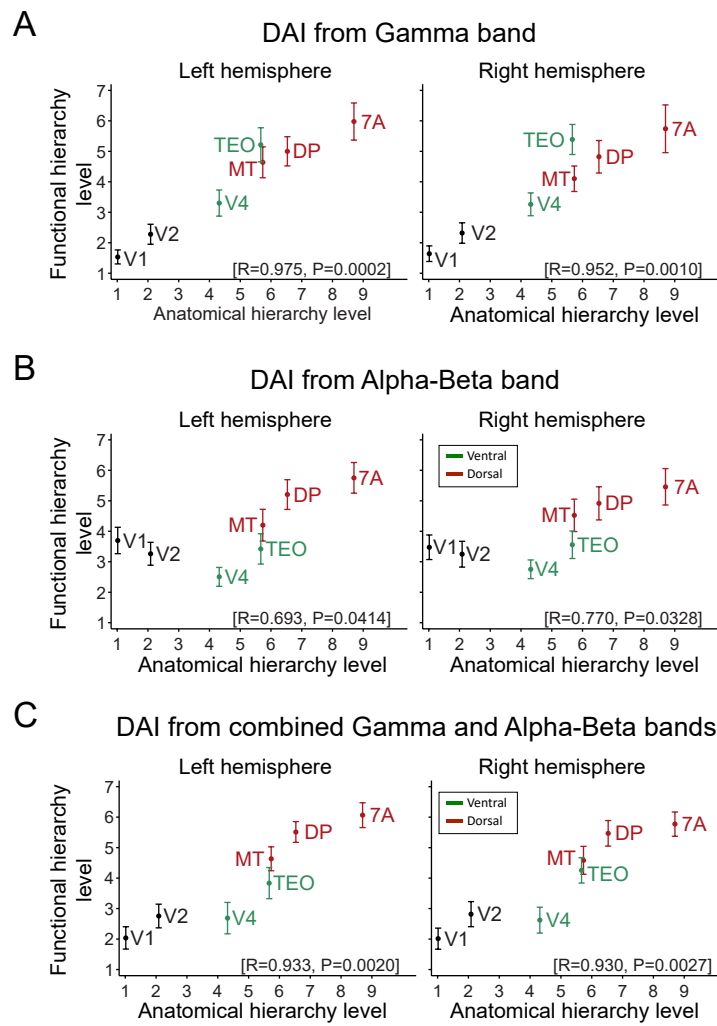 A
DAI from Gamma band
Left hemisphere
Right hemisphere
Functional hierarchy
level
7
6
5
4
3
2
1
V1
V2
V4
TEO
MT
DP
7A
[R=0.975, P=0.0002]
1 2 3 4 5 6 7 8 9
Anatomical hierarchy level
V1
V2
V4
TEO
MT
DP
7A
[R=0.952, P=0.0010]
1 2 3 4 5 6 7 8 9
Anatomical hierarchy level
B
DAI from Alpha-Beta band
Left hemisphere
Right hemisphere
Functional hierarchy
level
7
6
5
4
3
2
1
V1
V2
V4
MT
TEO
DP
7A
[R=0.693, P=0.0414]
1 2 3 4 5 6 7 8 9
Anatomical hierarchy level
Ventral
Dorsal
V1
V2
V4
MT
TEO
DP
7A
[R=0.770, P=0.0328]
1 2 3 4 5 6 7 8 9
Anatomical hierarchy level
C
DAI from combined Gamma and Alpha-Beta bands
Left hemisphere
Right hemisphere
Functional hierarchy
level
7
6
5
4
3
2
1
V1
V2
V4
MT
TEO
DP
7A
[R=0.933, P=0.0020]
1 2 3 4 5 6 7 8 9
Anatomical hierarchy level
Ventral
Dorsal
V1
V2
V4
MT
TEO
DP
7A
[R=0.930, P=0.0027]
1 2 3 4 5 6 7 8 9
Anatomical hierarchy level